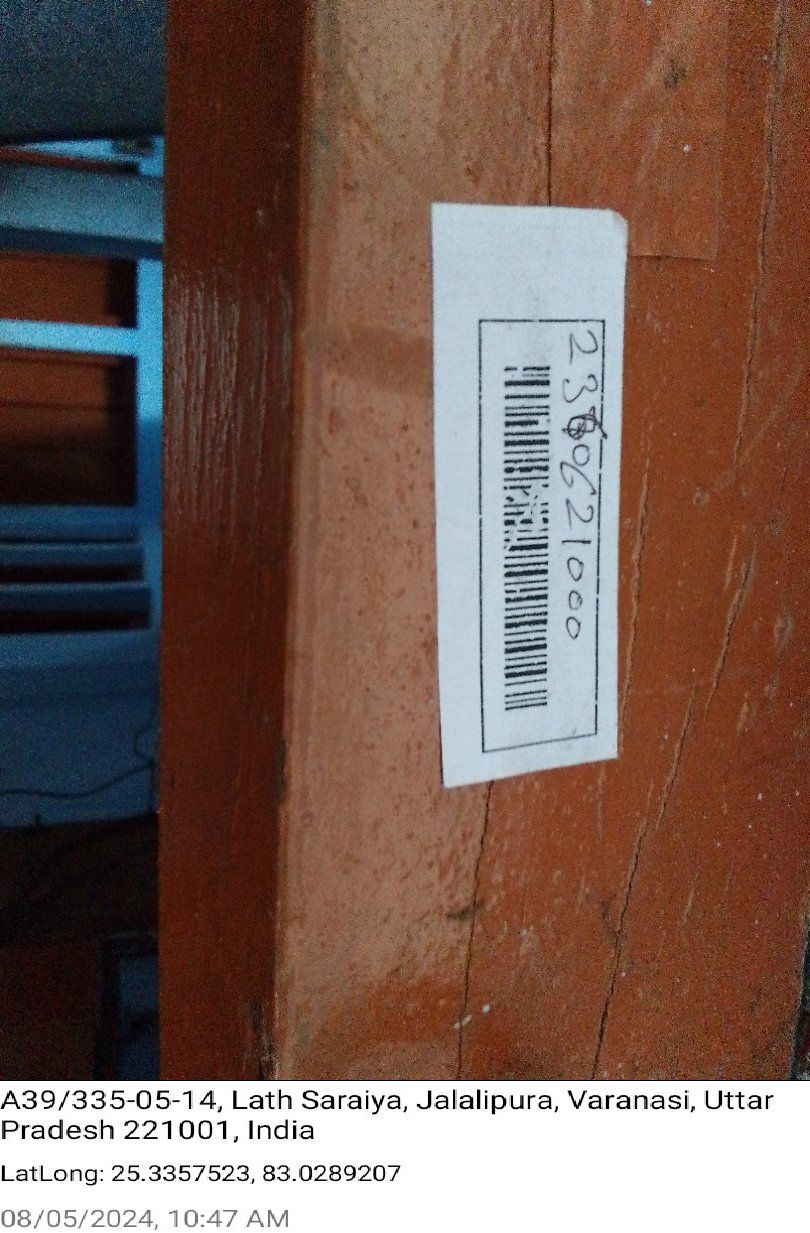 A39/335-05-14, Lath Saraiya, Jalalipura, Varanasi, Uttar
Pradesh 221001, India
LatLong: 25.3357523, 83.0289207
08/05/2024, 10:47 AM